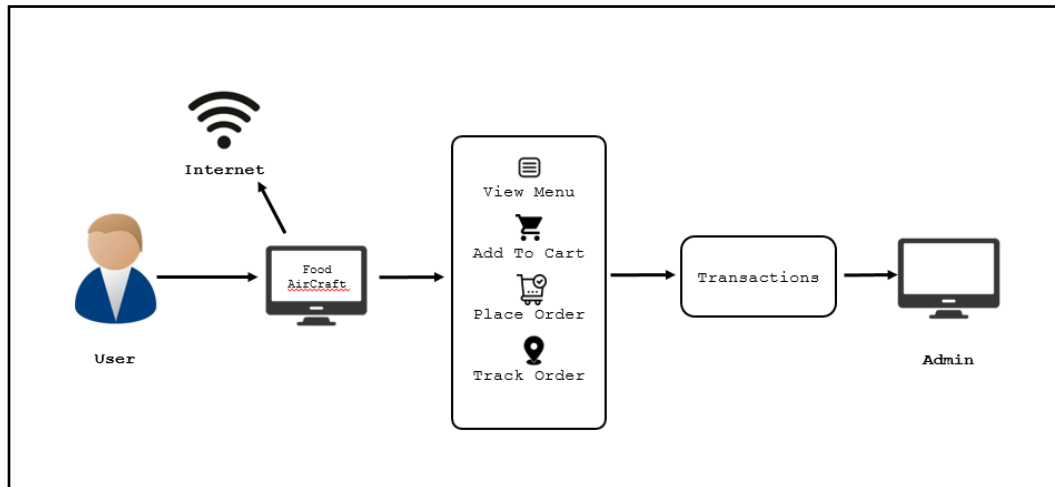 Internet
Food
AirCraft
User
View Menu
Add To Cart
Place Order
Track Order
Transactions
Admin